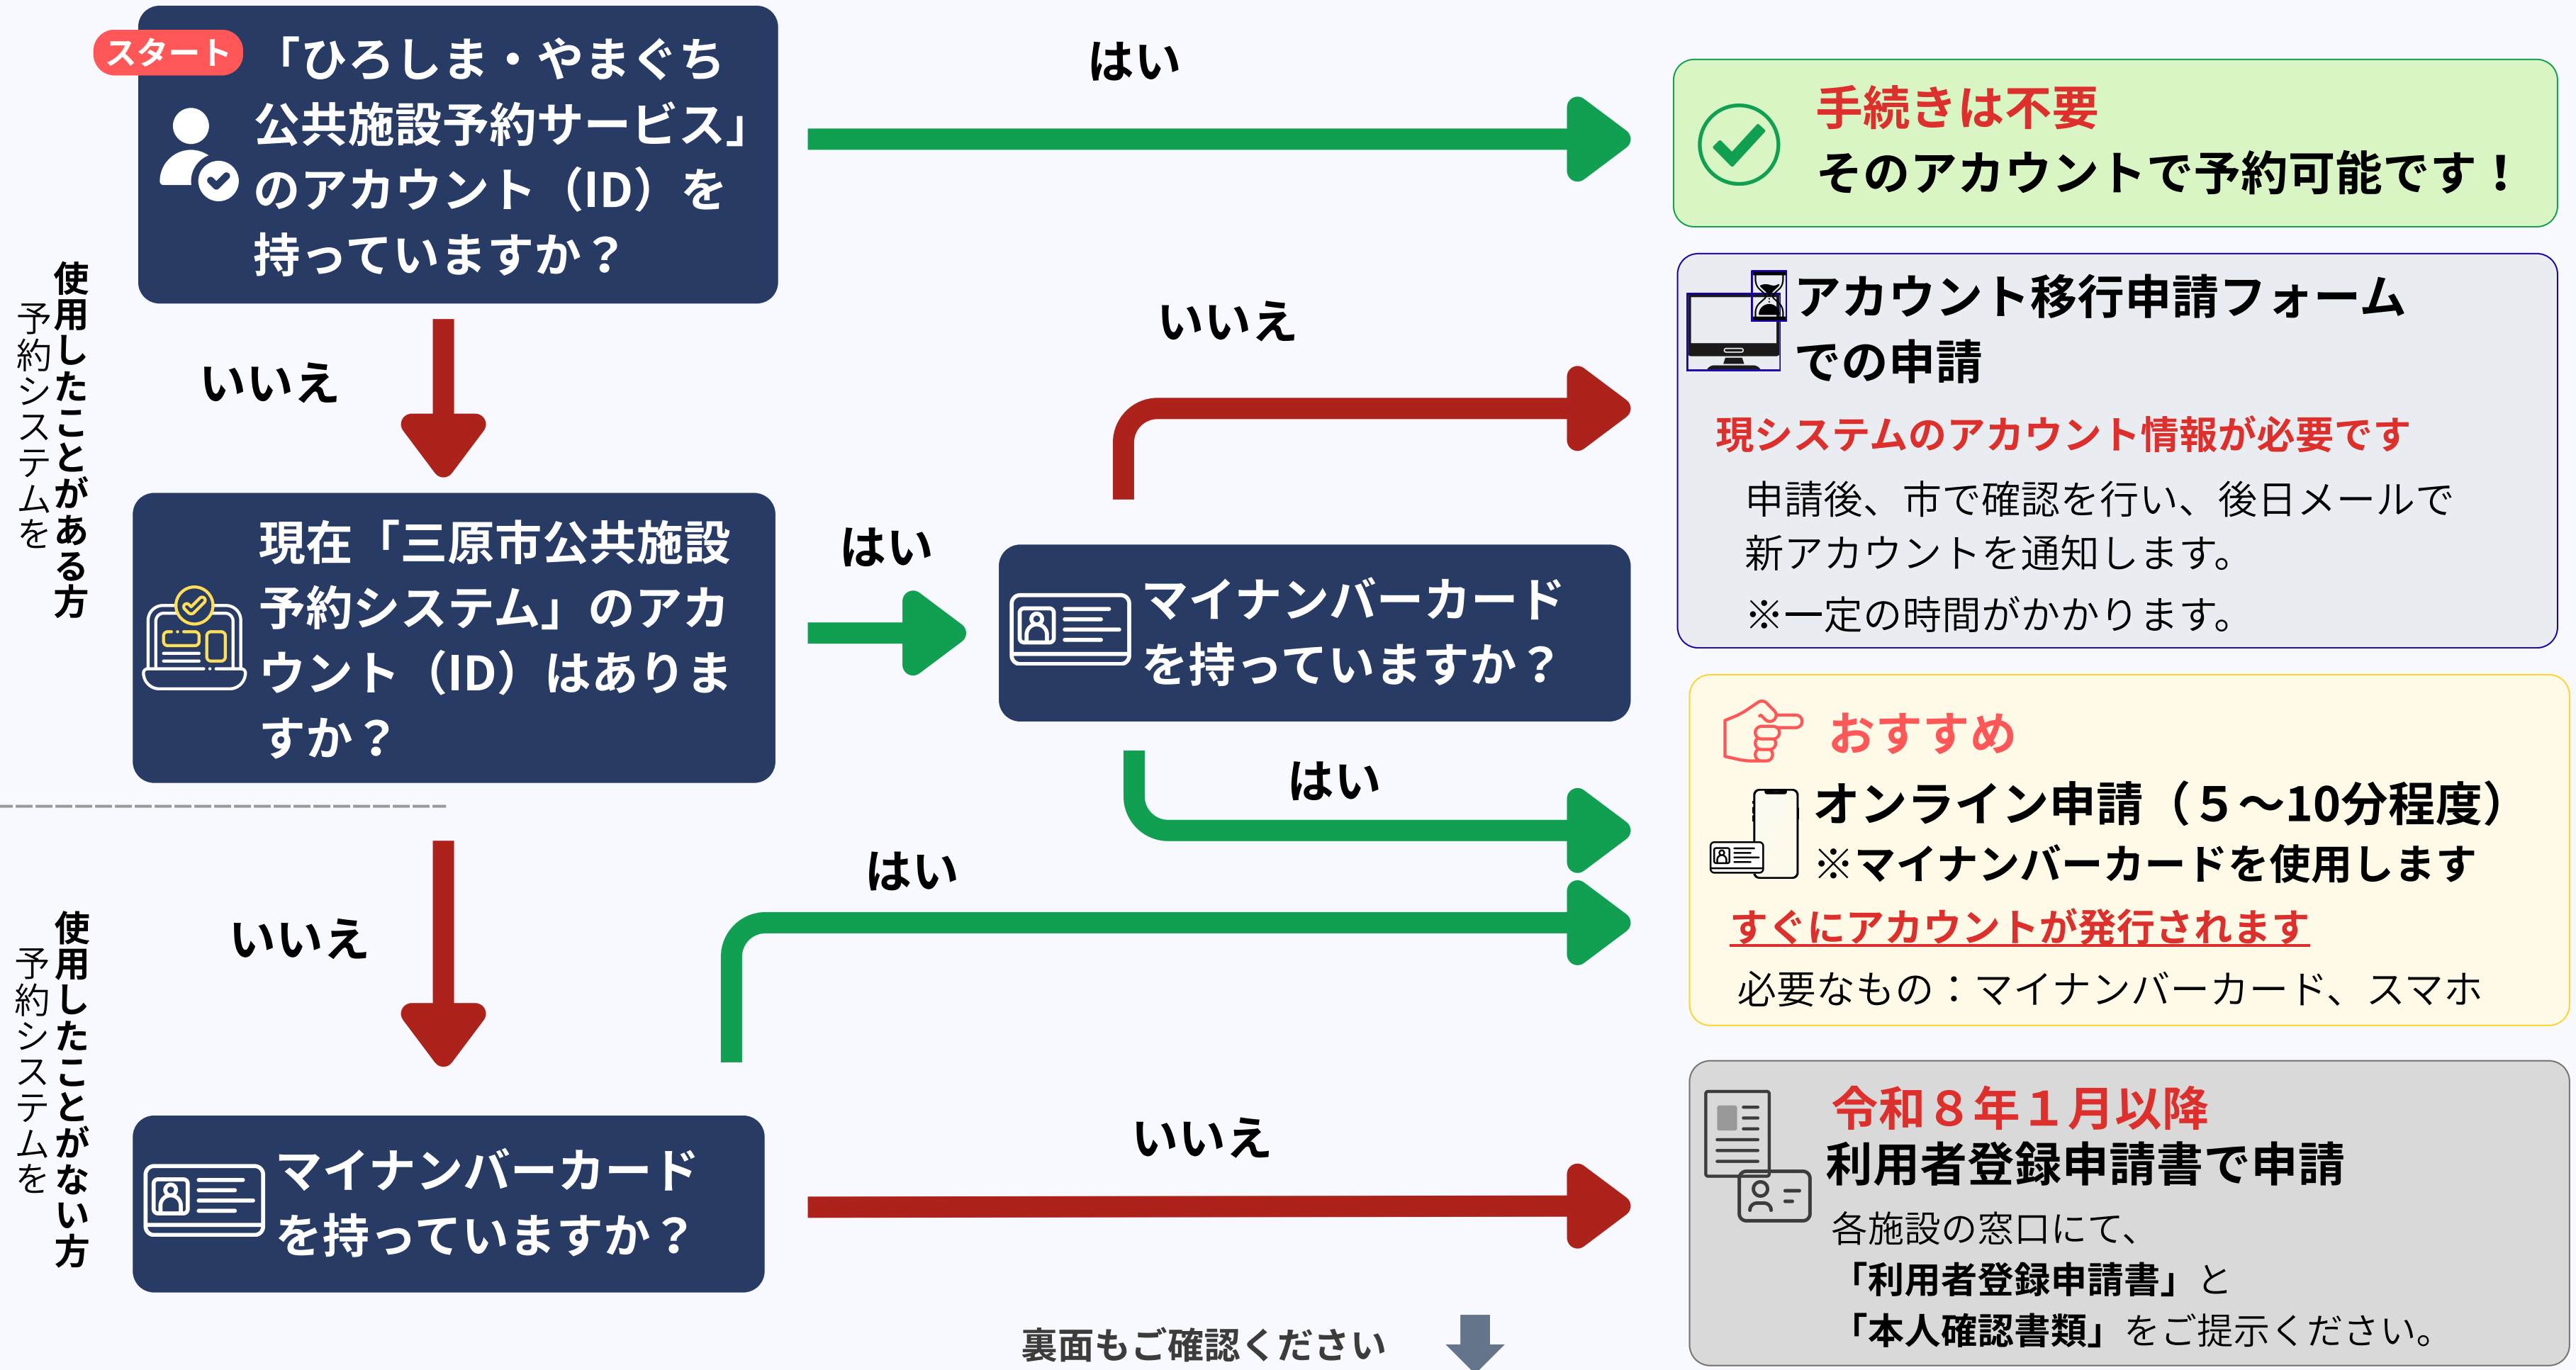 スタート
「ひろしま・やまぐち
公共施設予約サービス」
のアカウント（ID）を
持っていますか？
はい
手続きは不要
そのアカウントで予約可能です！
予約システムを
使用したことがある方
いいえ
いいえ
アカウント移行申請フォーム
での申請
現システムのアカウント情報が必要です
申請後、市で確認を行い、後日メールで
新アカウントを通知します。
※一定の時間がかかります。
現在「三原市公共施設
予約システム」のアカ
ウント（ID）はありま
すか？
はい
マイナンバーカード
を持っていますか？
はい
おすすめ
オンライン申請（５～10分程度）
※マイナンバーカードを使用します
すぐにアカウントが発行されます
必要なもの：マイナンバーカード、スマホ
予約システムを
使用したことがない方
いいえ
はい
マイナンバーカード
を持っていますか？
いいえ
令和８年１月以降
利用者登録申請書で申請
各施設の窓口にて、
「利用者登録申請書」と
「本人確認書類」をご提示ください。
裏面もご確認ください